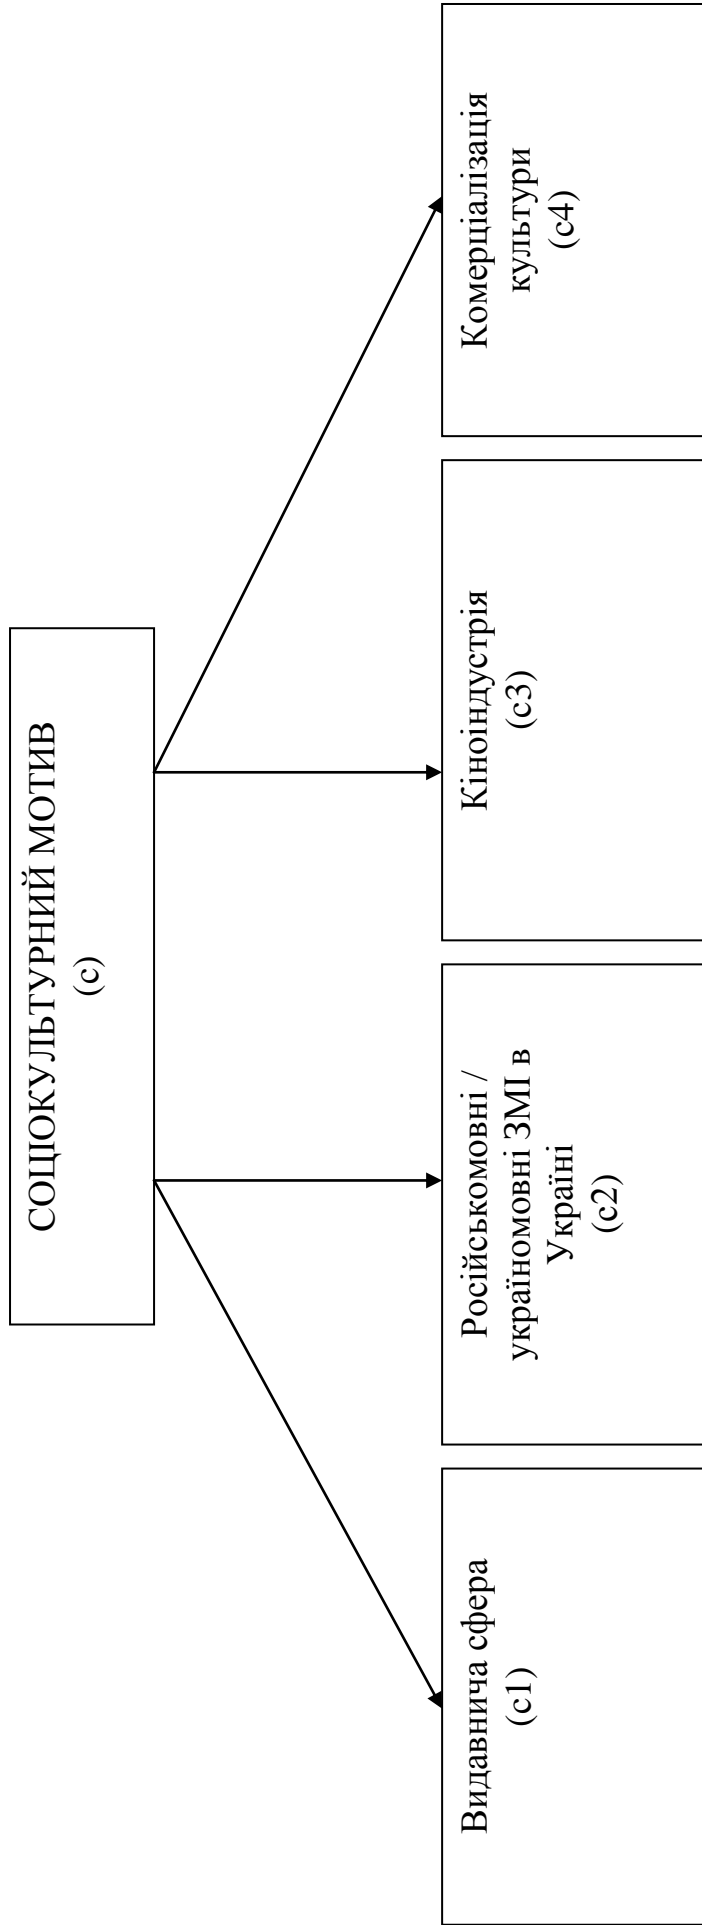 СОЦІОКУЛЬТУРНИЙ МОТИВ
(с)
Видавнича сфера
(с1)
Російськомовні /
україномовні ЗМІ в
Україні
(с2)
Кіноіндустрія
(с3)
Комерціалізація
культури
(с4)